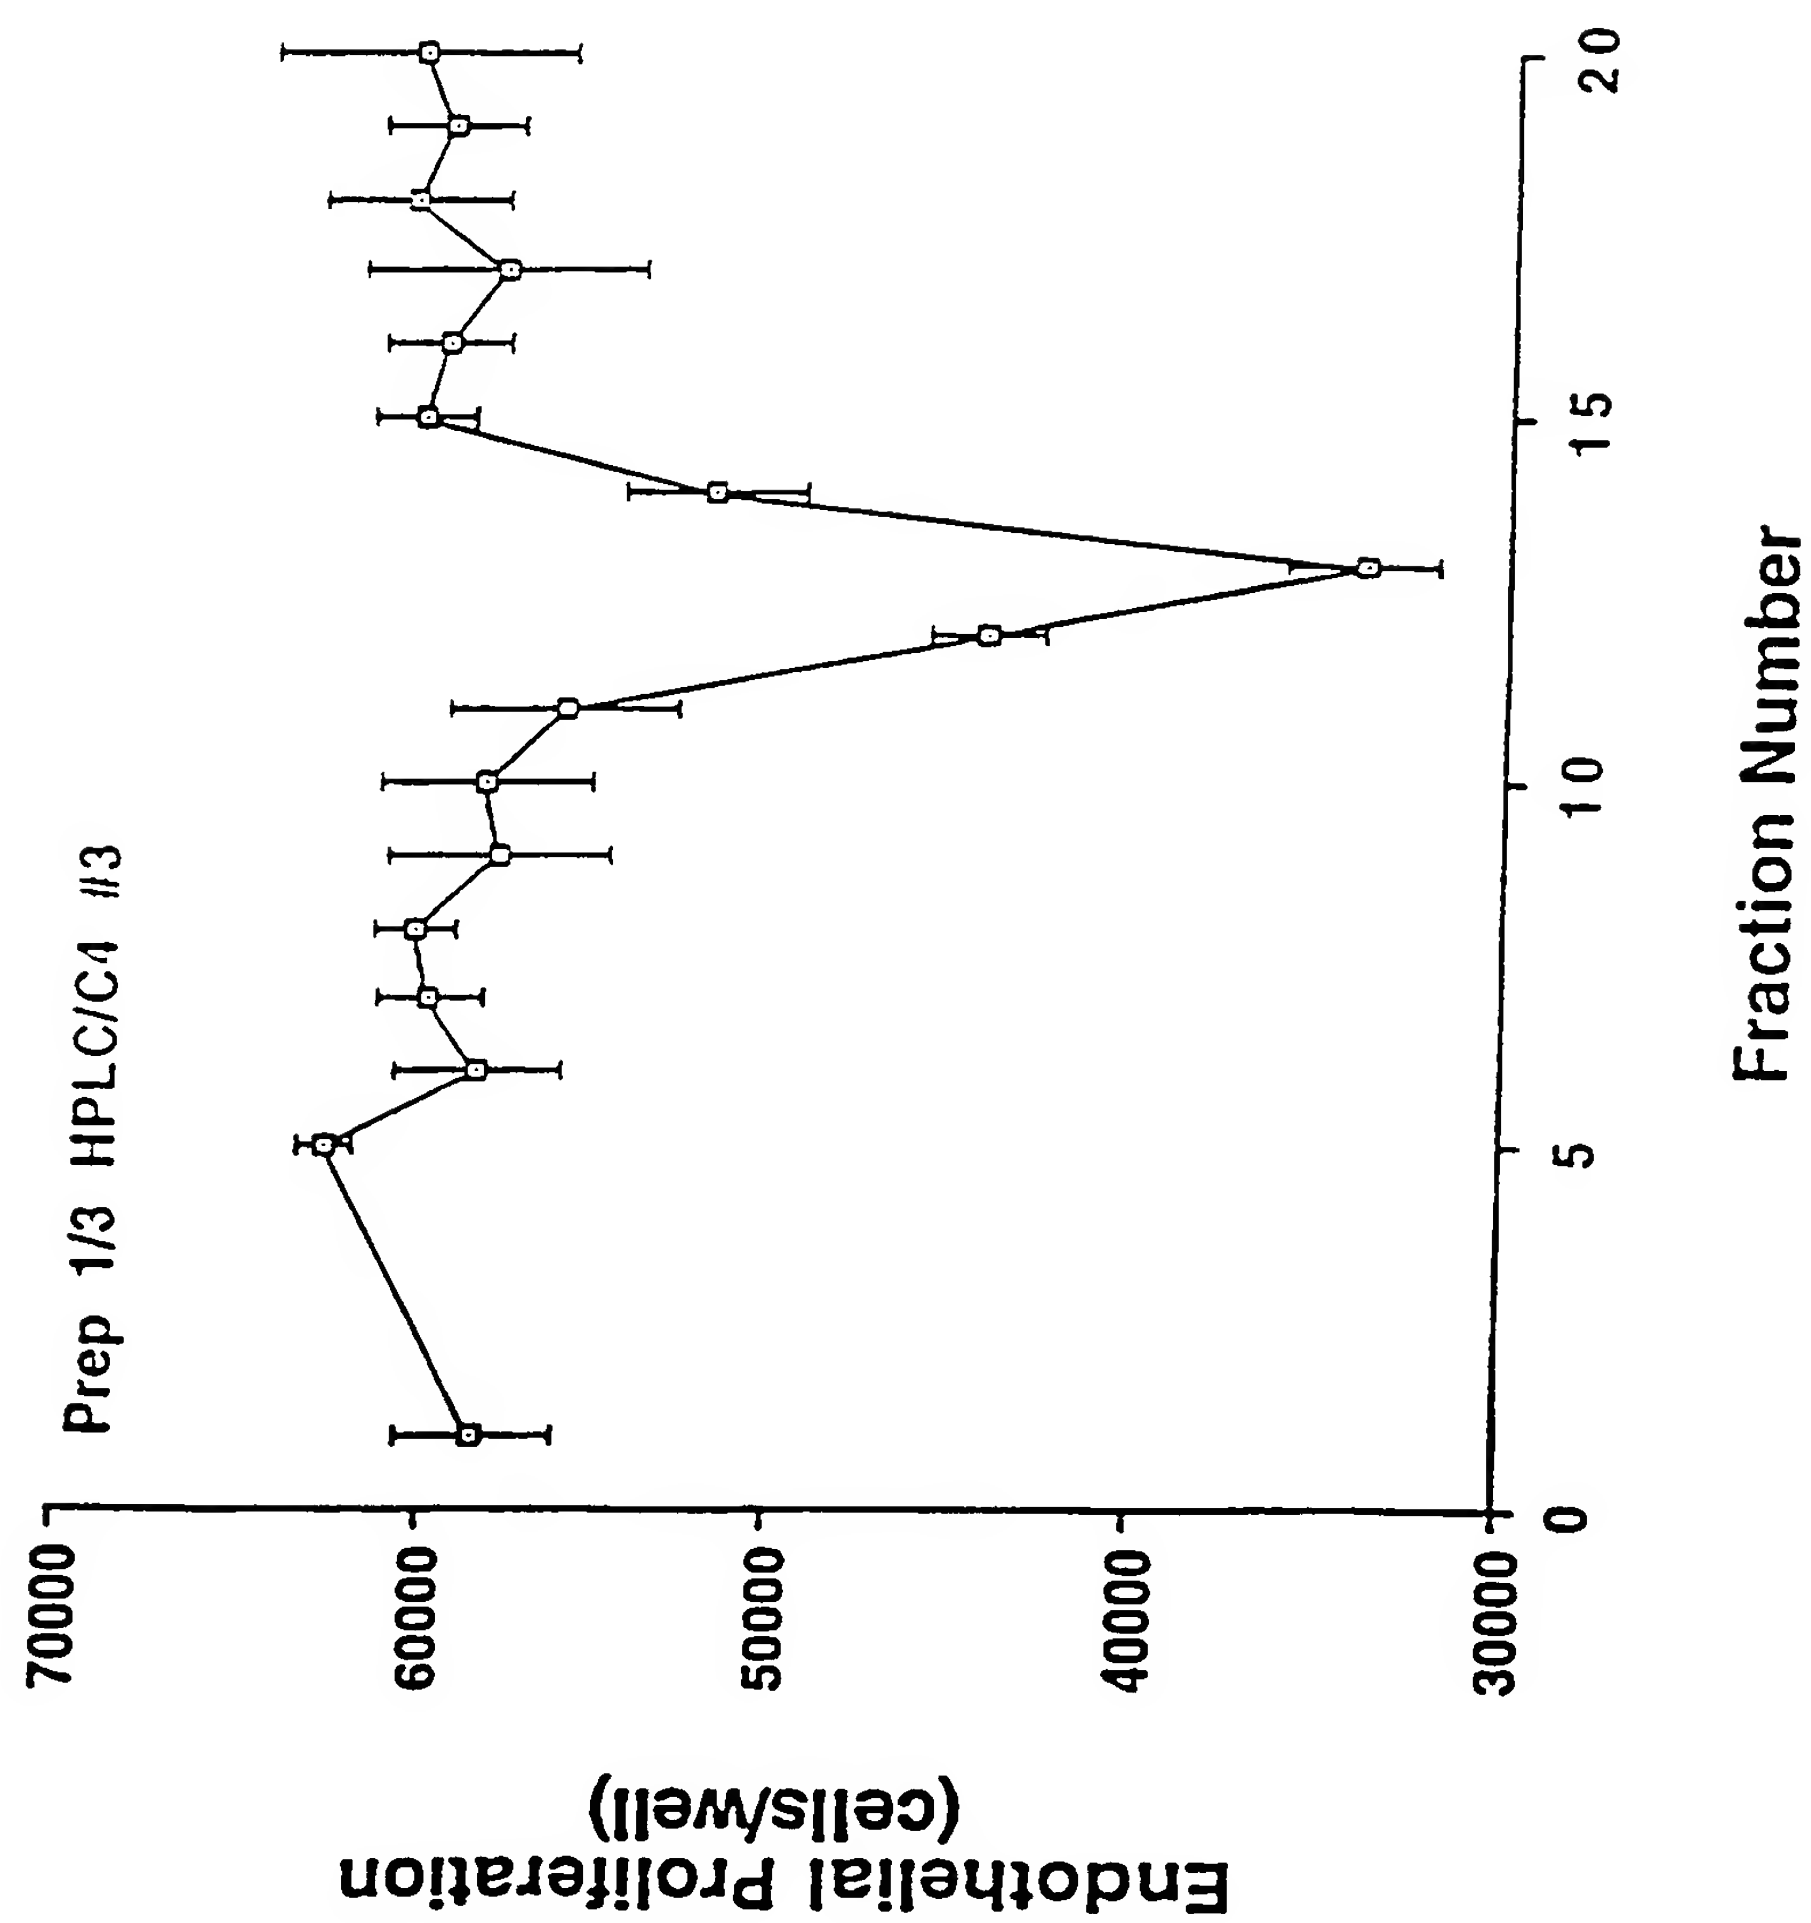 Prep 1/3 HPLC/C4 #3
70000
60000
50000
40000
30000
Endothelial Proliferation
(cells/well)
0
5
10
15
20
Fraction Number